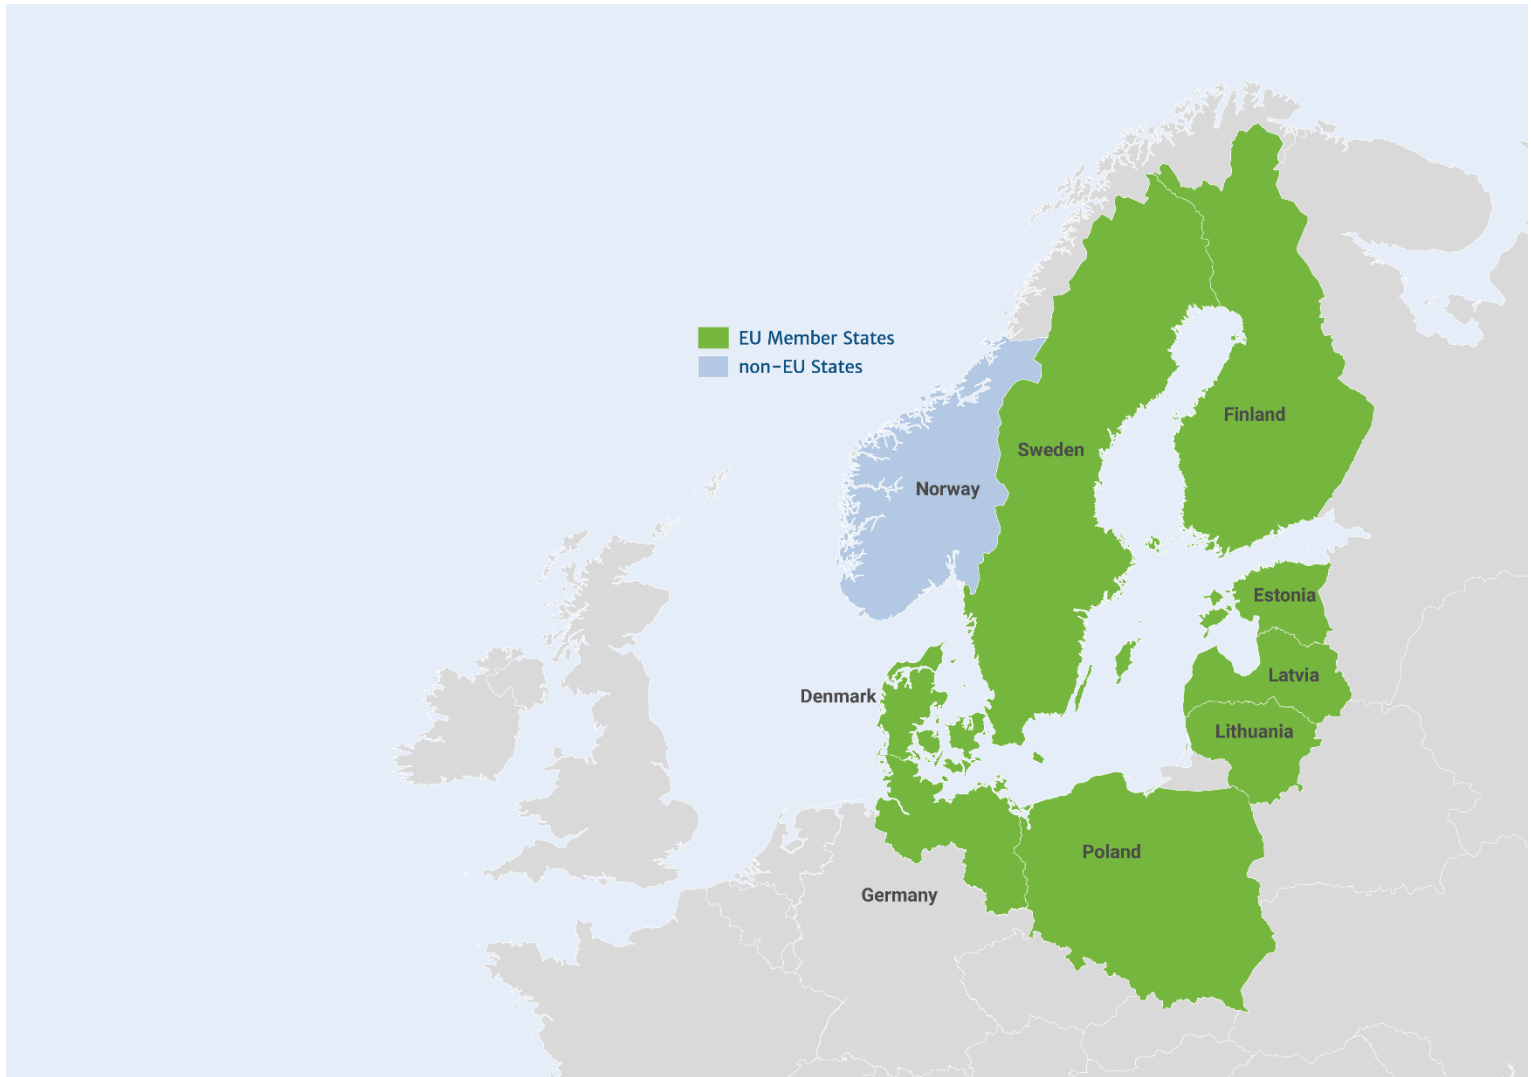 EU Member States
non-EU States
Finland
Sweden
Norway
Estonia
Latvia
Denmark
Lithuania
Poland
Germany